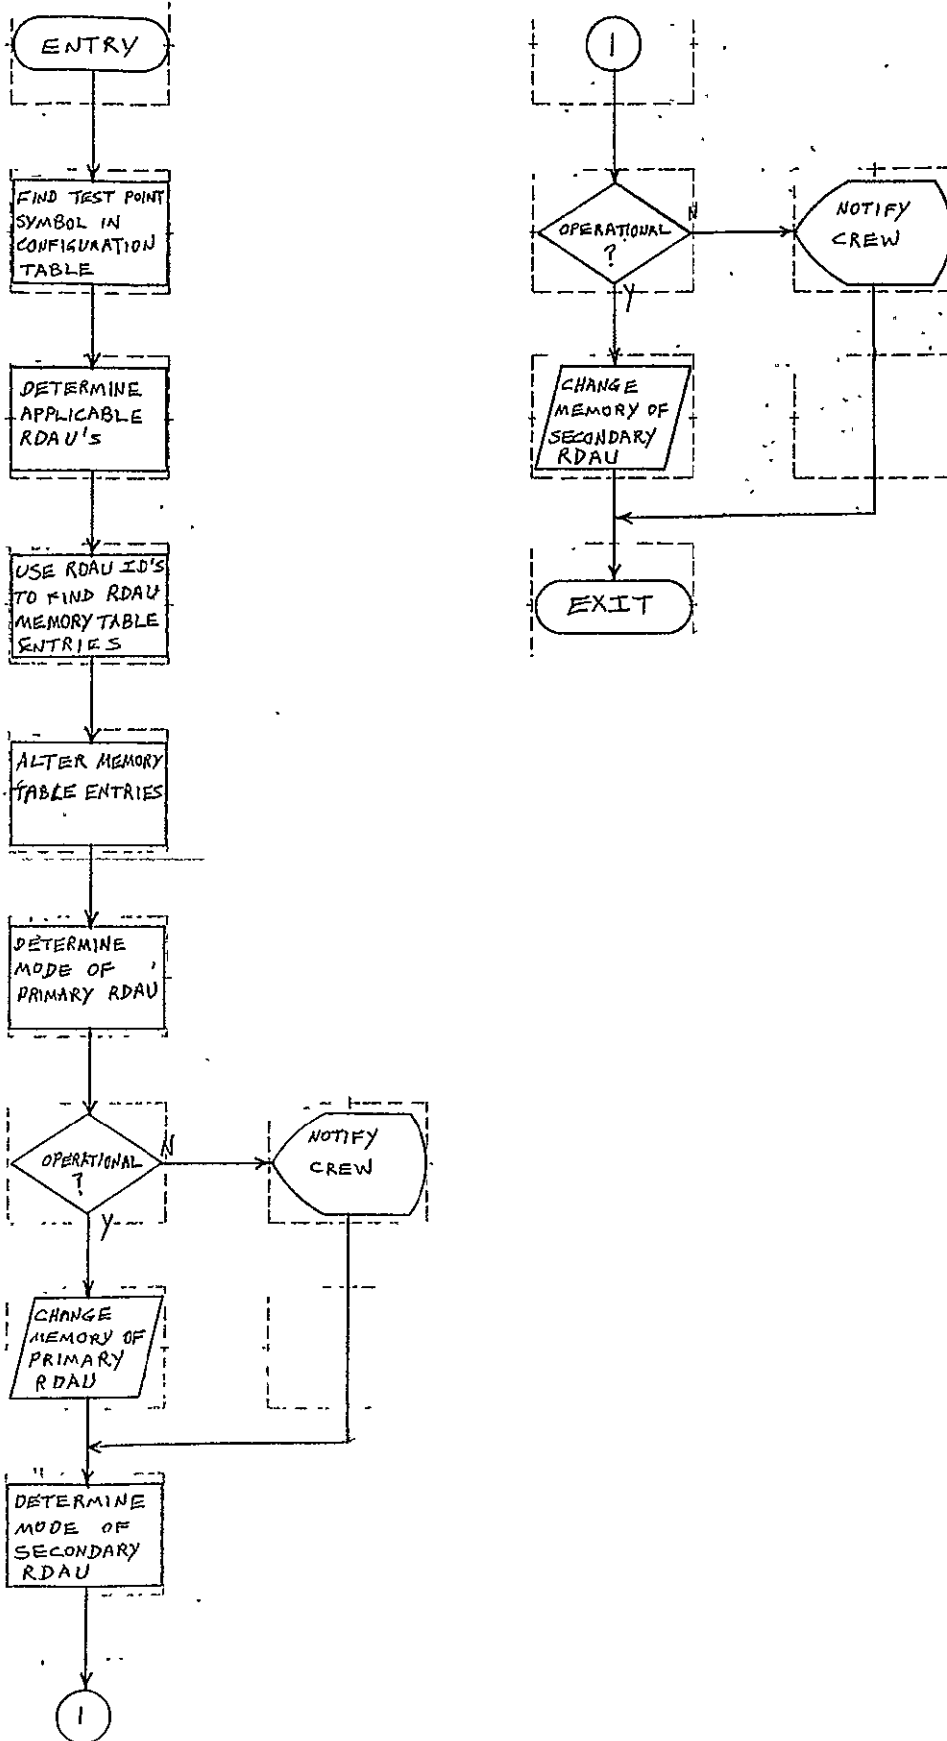 ENTRY
FIND TEST POINT
SYMBOL IN
CONFIGURATION
TABLE
DETERMINE
APPLICABLE
RDAU'S
USE RDAU ID'S
TO FIND RDAU
MEMORY TABLE
ENTRIES
ALTER MEMORY
TABLE ENTRIES
DETERMINE
MODE OF
PRIMARY RDAU
OPERATIONAL
?
N
NOTIFY
CREW
Y
CHANGE
MEMORY OF
PRIMARY
RDAU
DETERMINE
MODE OF
SECONDARY
RDAU
1
1
OPERATIONAL
?
N
NOTIFY
CREW
Y
CHANGE
MEMORY OF
SECONDARY
RDAU
EXIT